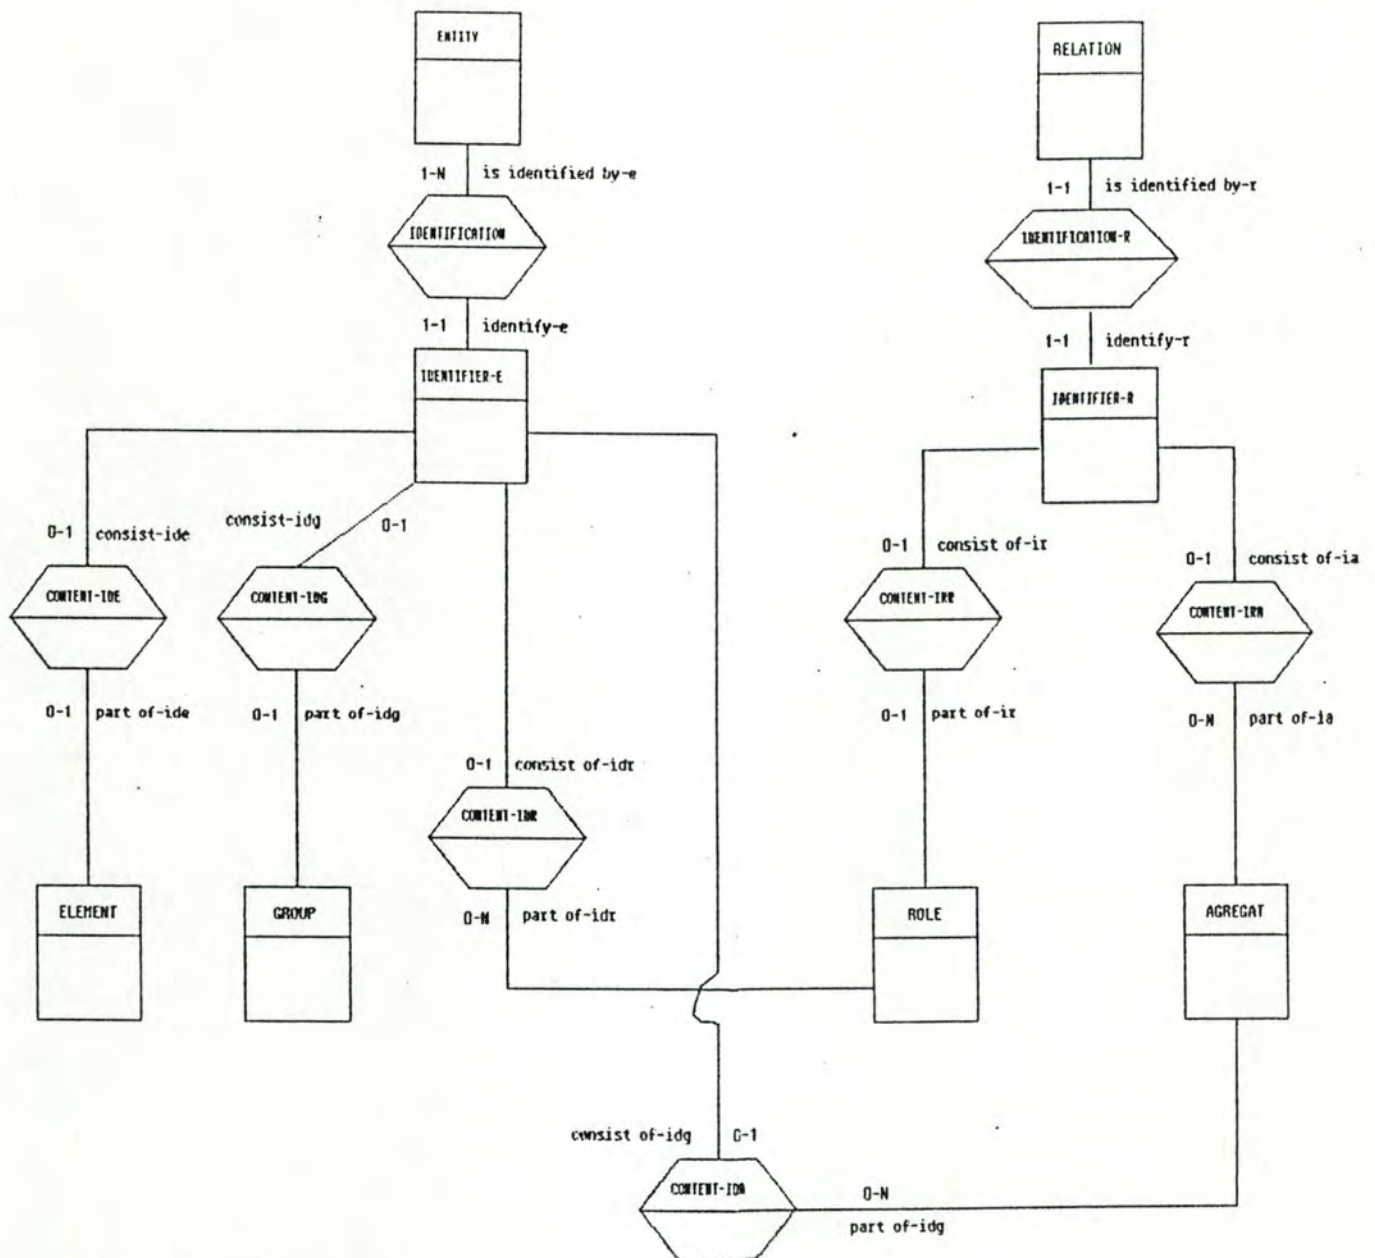 ENTITY
RELATION
1-N is identified by-e
1-1 is identified by-r
IDENTIFICATION
IDENTIFICATION-R
1-1 identify-e
1-1 identify-r
IDENTIFIER-E
IDENTIFIER-R
consist-idg 0-1
0-1 consist-ide
0-1 consist of-ir
0-1 consist of-ia
CONTENT-IDE
CONTENT-IDG
CONTENT-IRR
CONTENT-IRA
0-1 part of-ide
0-1 part of-idg
0-1 part of-ir
0-N part of-ia
0-1 consist of-idr
CONTENT-IDR
ELEMENT
GROUP
0-N part of-idr
ROLE
AGREGAT
consist of-idg 0-1
CONTENT-IDA
0-N
part of-idg